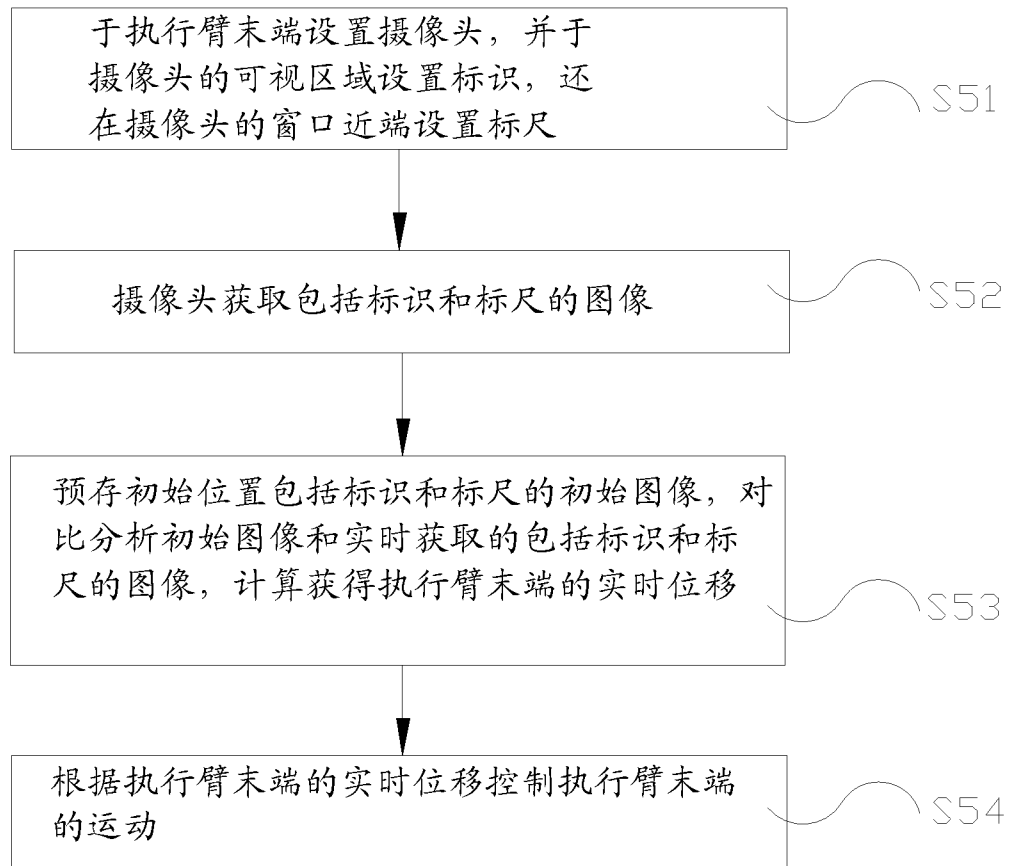 于执行臂末端设置摄像头，并于
摄像头的可视区域设置标识，还
在摄像头的窗口近端设置标尺
S51
摄像头获取包括标识和标尺的图像
S52
预存初始位置包括标识和标尺的初始图像，对
比分析初始图像和实时获取的包括标识和标
尺的图像，计算获得执行臂末端的实时位移
S53
根据执行臂末端的实时位移控制执行臂末端
的运动
S54